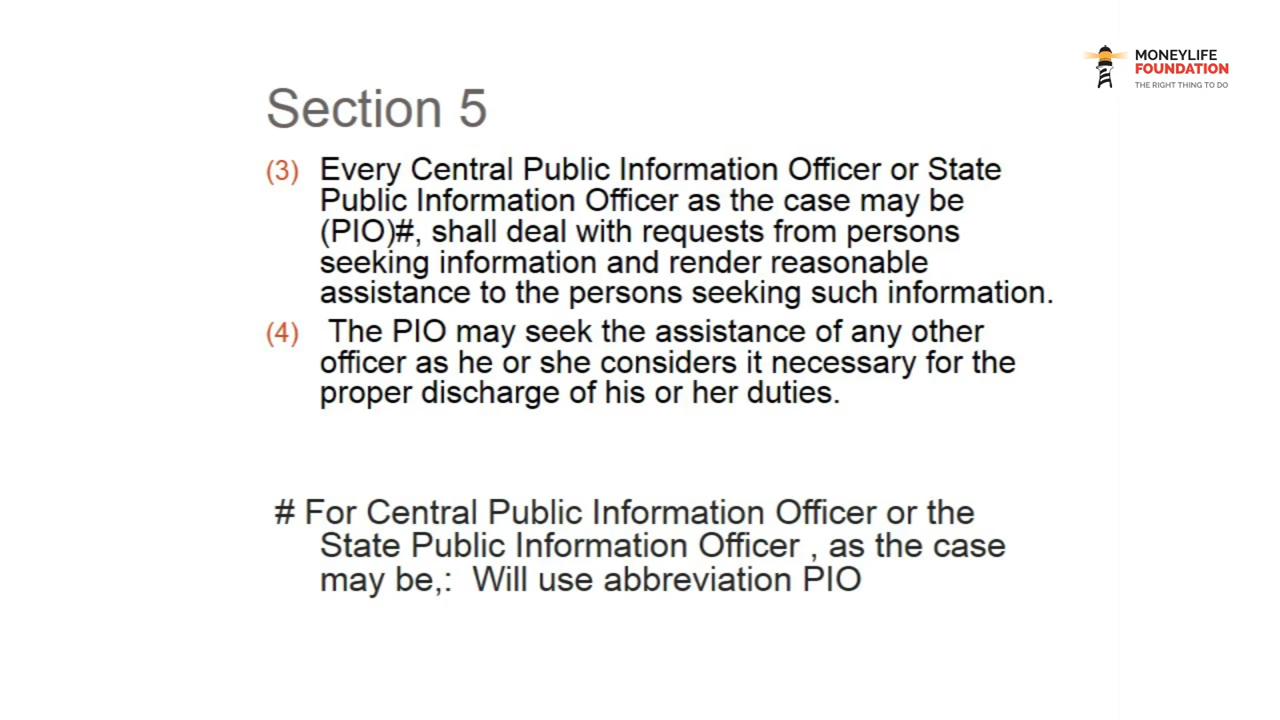 MONEYLIFE
FOUNDATION
THE RIGHT THING TO DO
Section 5
(3) Every Central Public Information Officer or State
Public Information Officer as the case may be
(PIO)#, shall deal with requests from persons
seeking information and render reasonable
assistance to the persons seeking such information.
(4) The PIO may seek the assistance of any other
officer as he or she considers it necessary for the
proper discharge of his or her duties.
# For Central Public Information Officer or the
State Public Information Officer , as the case
may be,: Will use abbreviation PIO